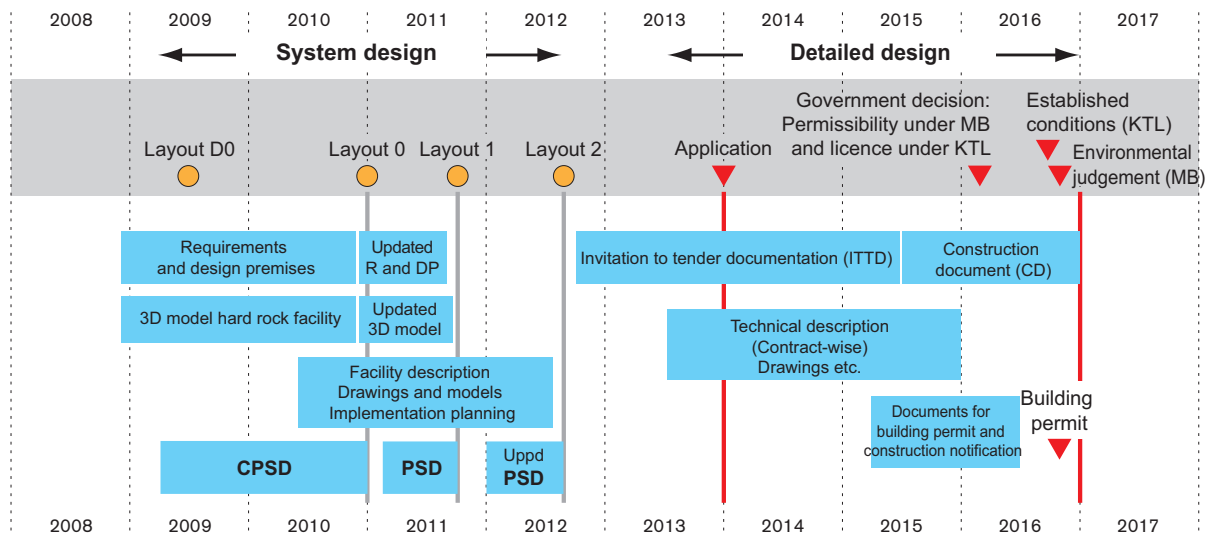 2008 2009 2010 2011 2012 2013 2014 2015 2016 2017
System design
Detailed design
Layout D0
Layout 0
Layout 1
Layout 2
Application
Government decision:
Permissibility under MB
and licence under KTL
Established
conditions (KTL)
Environmental
judgement (MB)
Requirements
and design premises
Updated
R and DP
Invitation to tender documentation (ITTD)
Construction
document (CD)
3D model hard rock facility
Updated
3D model
Technical description
(Contract-wise)
Drawings etc.
Facility description
Drawings and models
Implementation planning
Documents for
building permit and
construction notification
Building
permit
CPSD
PSD
Uppd
PSD
2008 2009 2010 2011 2012 2013 2014 2015 2016 2017